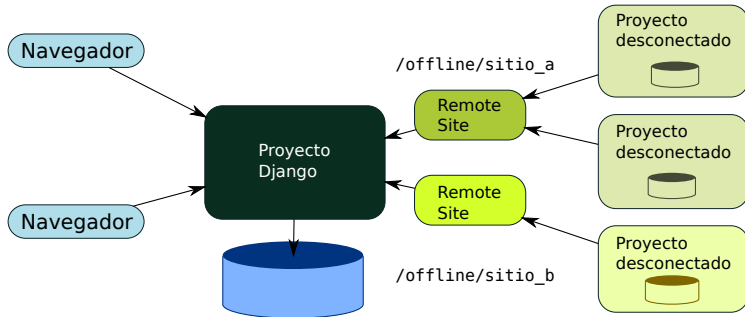 Navegador
Navegador
Proyecto
Django
/offline/sitio_a
Remote
Site
Remote
Site
/offline/sitio_b
Proyecto
desconectado
Proyecto
desconectado
Proyecto
desconectado